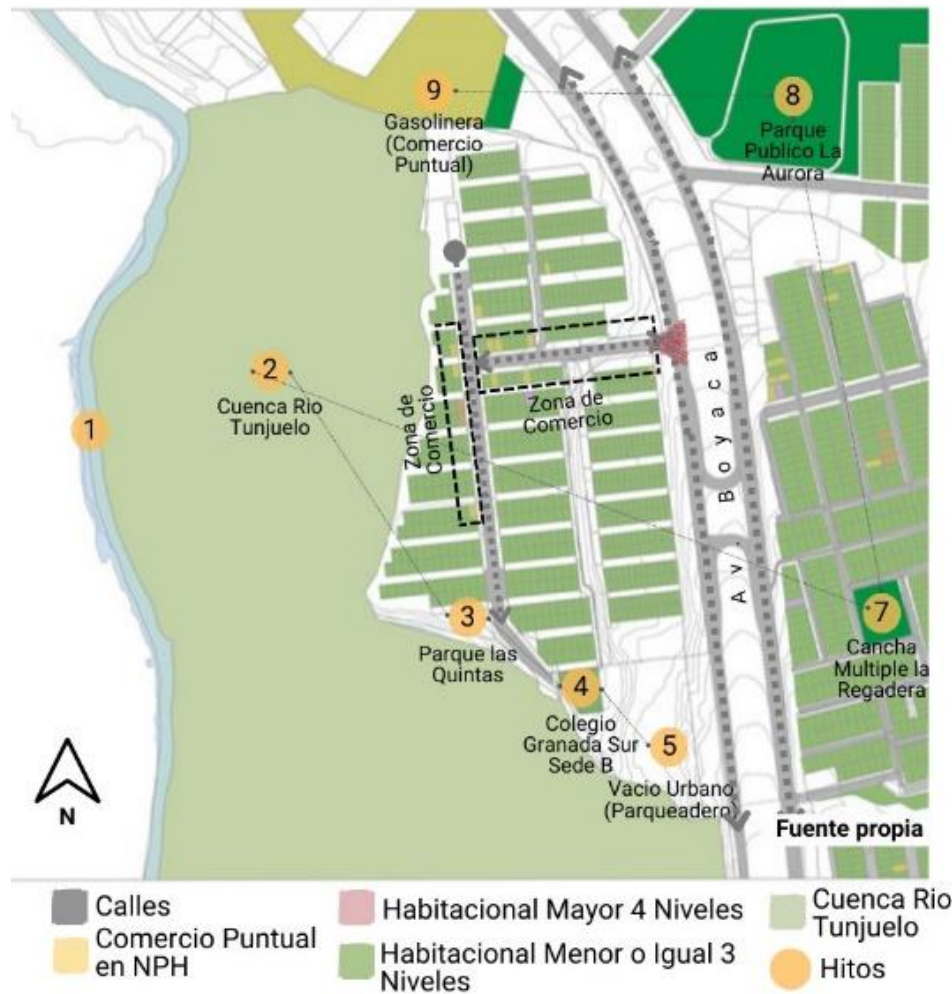 9
Gasolinera
(Comercio
Puntual)
8
Parque
Publico La
Aurora
2
Cuenca Rio
Tunjuelo
1
Zona de
Comercio
Zona de
Comercio
Av. Boyaca
3
Parque las
Quintas
7
Cancha
Multiple la
Regadera
4
Colegio
Granada Sur
Sede B
5
Vacio Urbano
(Parqueadero)
N
Fuente propia
Calles
Comercio Puntual
en NPH
Habitacional Mayor 4 Niveles
Habitacional Menor o Igual 3
Niveles
Cuenca Rio
Tunjuelo
Hitos